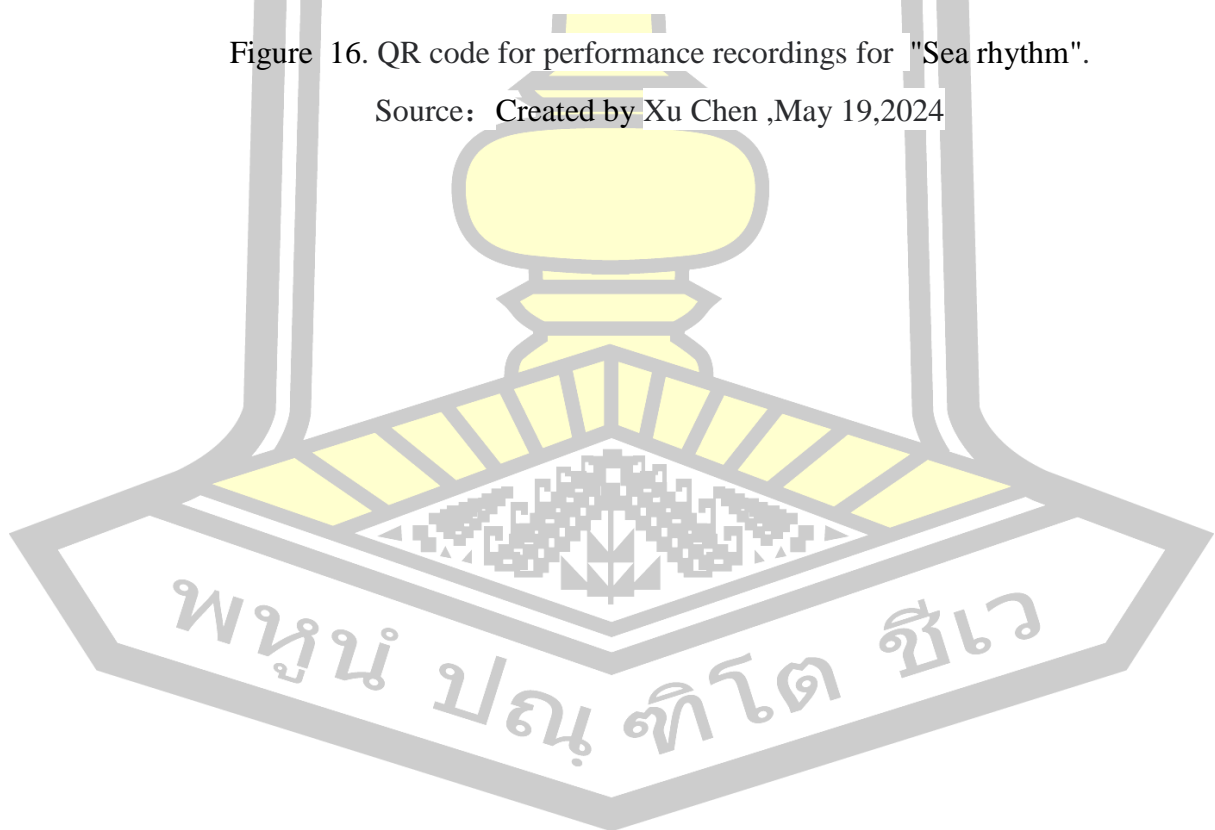 Figure 16. QR code for performance recordings for "Sea rhythm".
Source：Created by Xu Chen ,May 19,2024
พหูนํ ปณฺฑิโต ชีเว